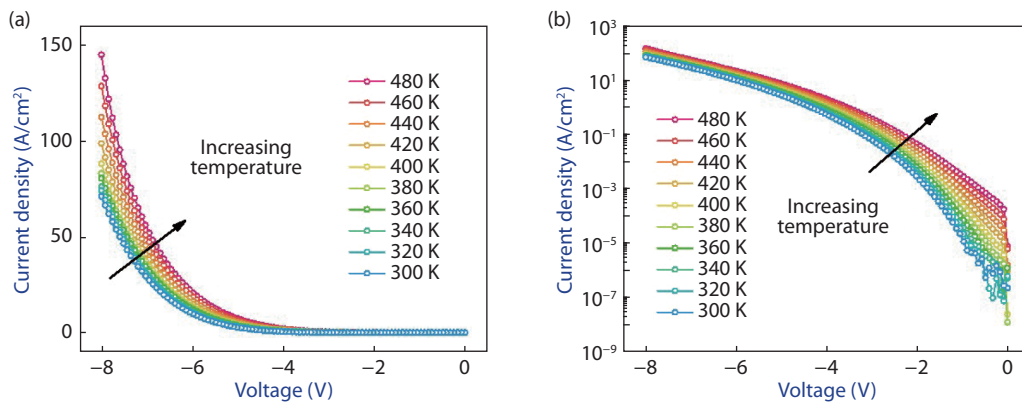 (a)
Current density (A/cm²)
150
100
50
0
−8
−6
−4
−2
0
Voltage (V)
Increasing
temperature
480 K
460 K
440 K
420 K
400 K
380 K
360 K
340 K
320 K
300 K
(b)
Current density (A/cm²)
10³
10¹
10⁻¹
10⁻³
10⁻⁵
10⁻⁷
10⁻⁹
−8
−6
−4
−2
0
Voltage (V)
480 K
460 K
440 K
420 K
400 K
380 K
360 K
340 K
320 K
300 K
Increasing
temperature